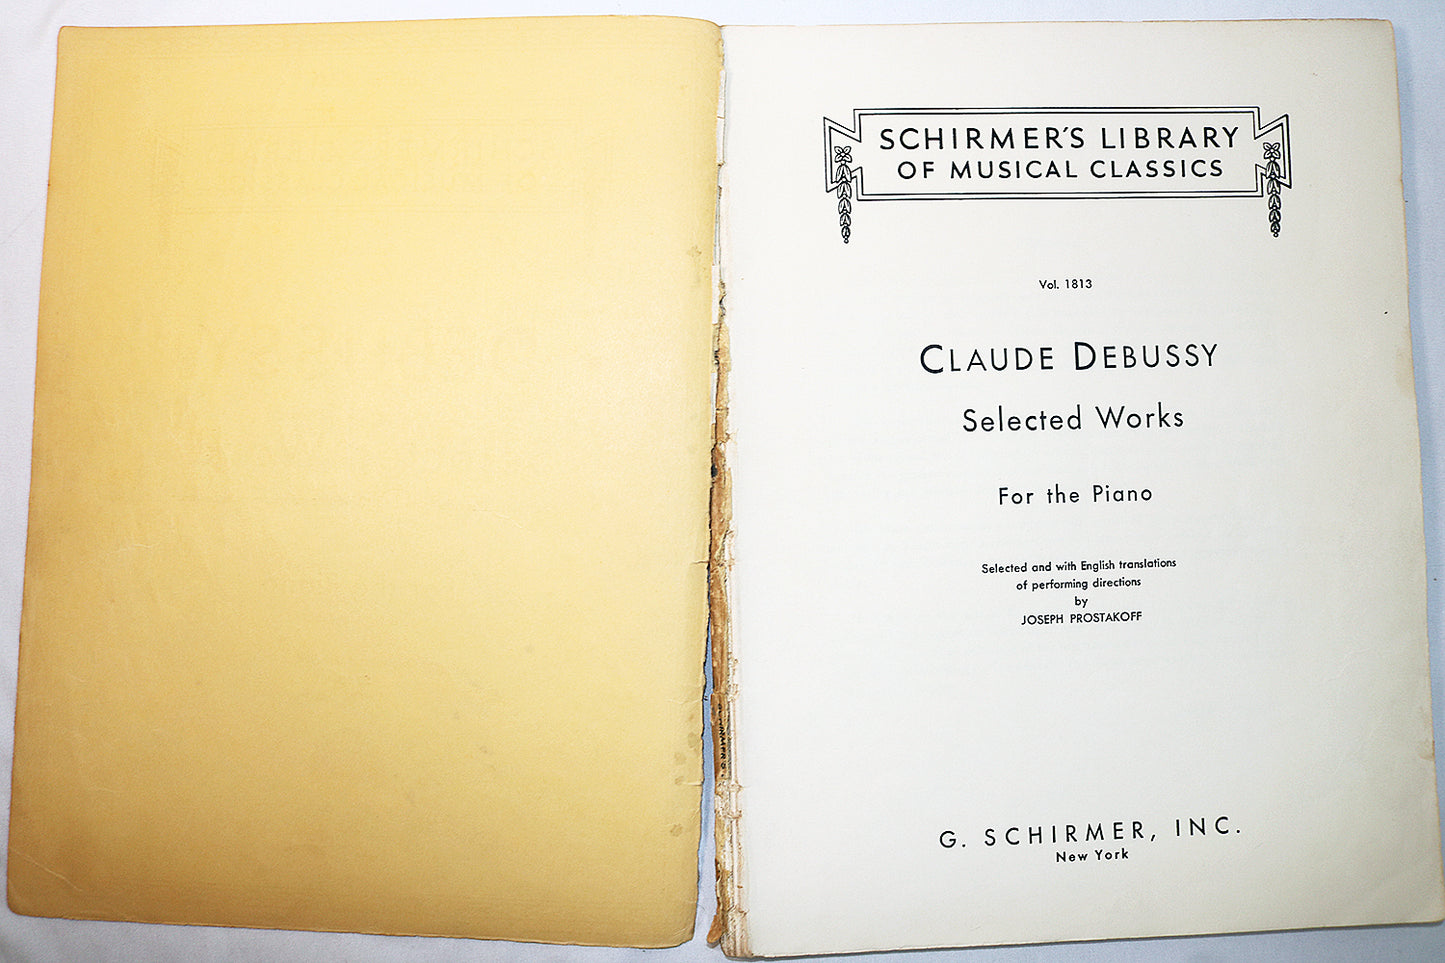 SCHIRMER'S LIBRARY
OF MUSICAL CLASSICS
Vol. 1813
CLAUDE DEBUSSY
Selected Works
For the Piano
Selected and with English translations
of performing directions
by
JOSEPH PROSTAKOFF
G. SCHIRMER, INC.
New York